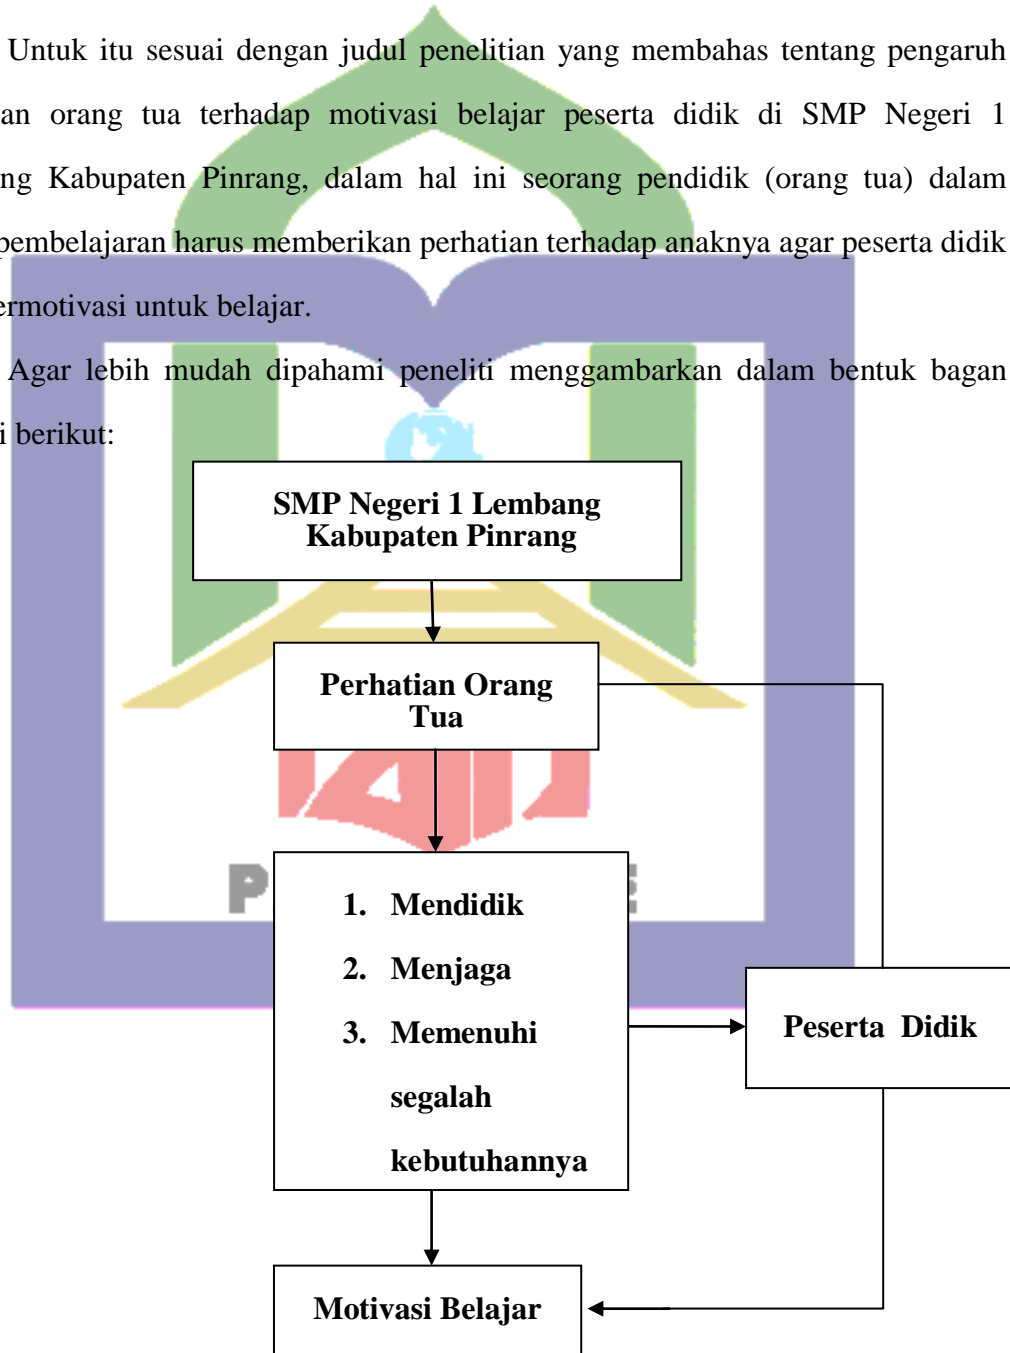 Untuk itu sesuai dengan judul penelitian yang membahas tentang pengaruh
an orang tua terhadap motivasi belajar peserta didik di SMP Negeri 1
ng Kabupaten Pinrang, dalam hal ini seorang pendidik (orang tua) dalam
pembelajaran harus memberikan perhatian terhadap anaknya agar peserta didik
ermotivasi untuk belajar.
Agar lebih mudah dipahami peneliti menggambarkan dalam bentuk bagan
i berikut:
SMP Negeri 1 Lembang
Kabupaten Pinrang
Perhatian Orang
Tua
1. Mendidik
2. Menjaga
3. Memenuhi
segalah
kebutuhannya
Peserta Didik
Motivasi Belajar